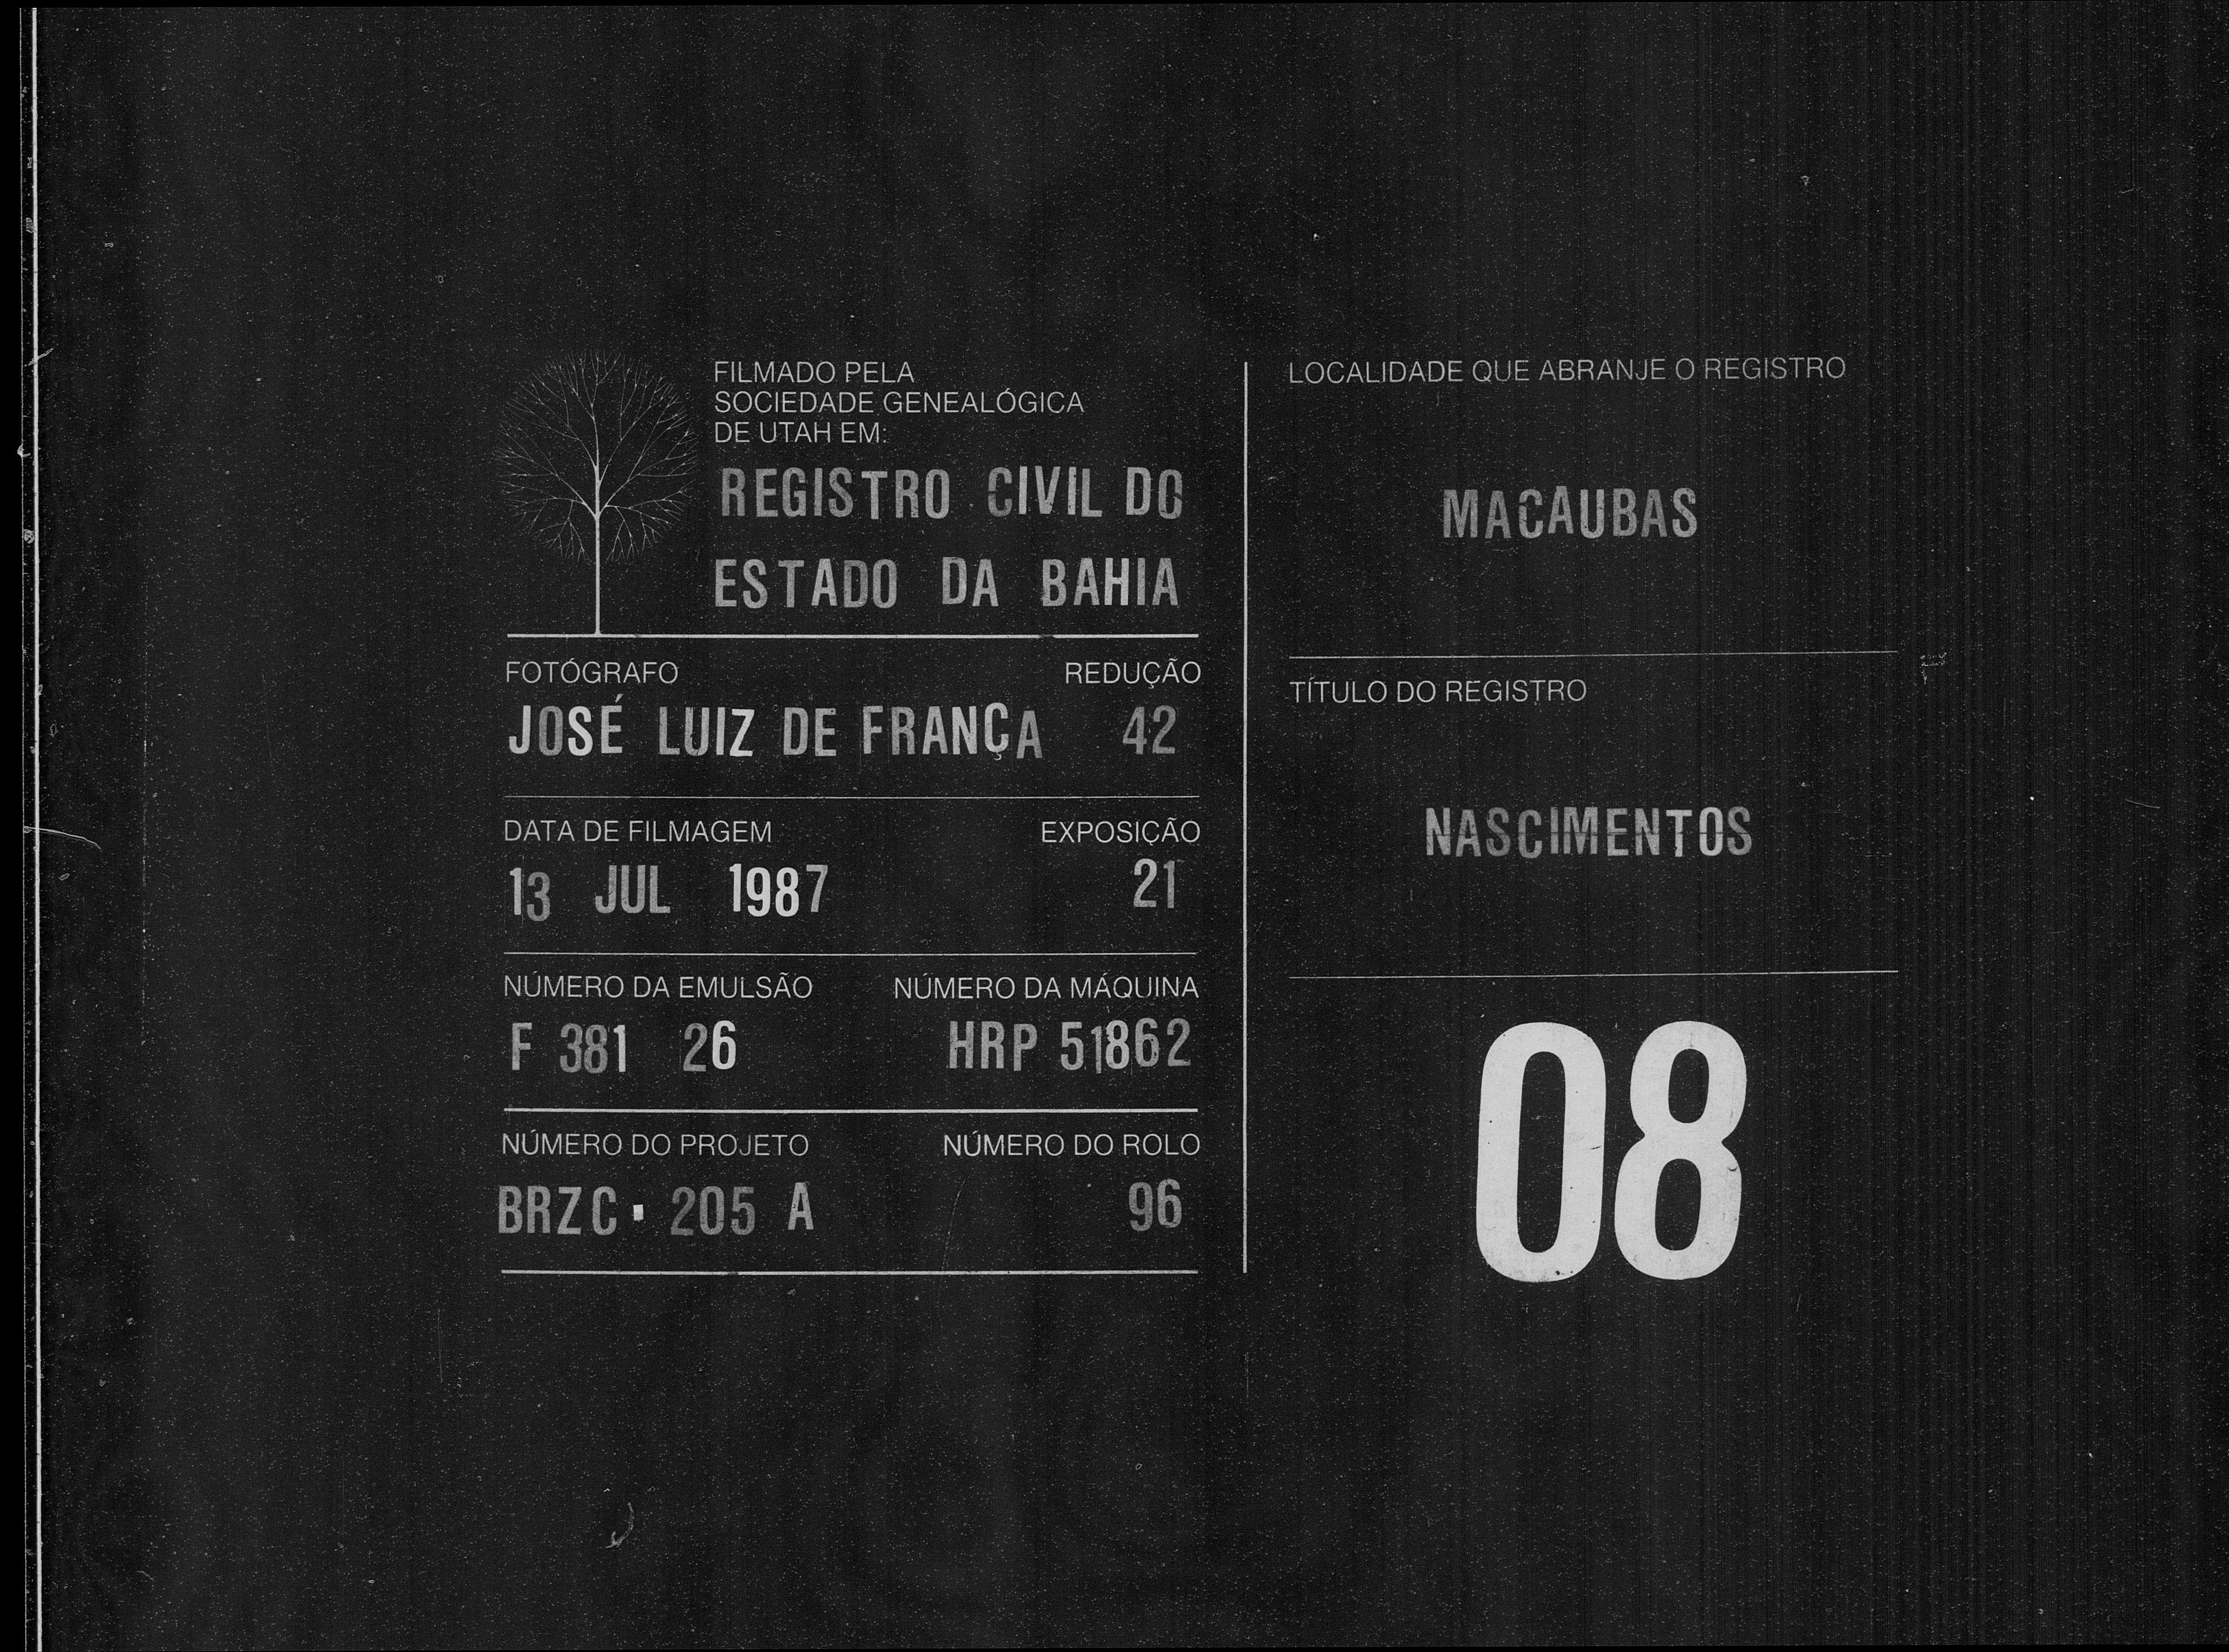 FILMADO PELA
SOCIEDADE GENEALÓGICA
DE UTAH EM:
REGISTRO CIVIL DO
ESTADO DA BAHIA
FOTÓGRAFO REDUÇÃO
JOSÉ LUIZ DE FRANÇA 42
DATA DE FILMAGEM EXPOSIÇÃO
13 JUL 1987 21
NÚMERO DA EMULSÃO NÚMERO DA MÁQUINA
F 381 26 HRP 51862
NÚMERO DO PROJETO NÚMERO DO ROLO
BRZC. 205 A 96
LOCALIDADE QUE ABRANJE O REGISTRO
MACAUBAS
TÍTULO DO REGISTRO
NASCIMENTOS
08